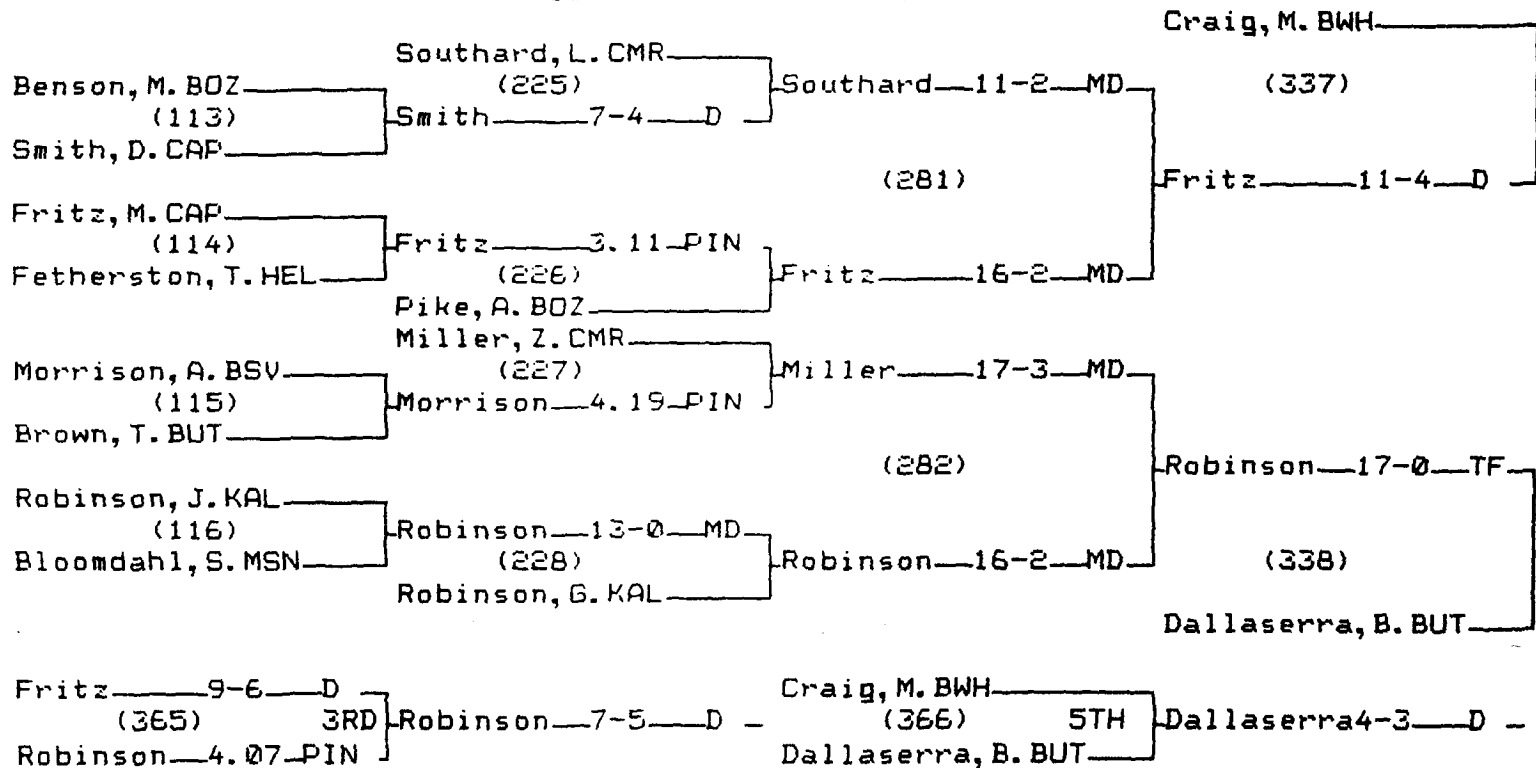 Craig, M. BWH
Southard, L. CMR
Benson, M. BOZ (225) Southard 11-2 MD (337)
(113) Smith 7-4 D
Smith, D. CAP
(281) Fritz 11-4 D
Fritz, M. CAP
(114) Fritz 3.11 PIN
Fetherston, T. HEL (226) Fritz 16-2 MD
Pike, A. BOZ
Miller, Z. CMR
Morrison, A. BSV (227) Miller 17-3 MD
(115) Morrison 4.19 PIN
Brown, T. BUT
(282) Robinson 17-0 TF
Robinson, J. KAL
(116) Robinson 13-0 MD
Bloomdahl, S. MSN (228) Robinson 16-2 MD (338)
Robinson, G. KAL
Dallaserra, B. BUT
Fritz 9-6 D Craig, M. BWH
(365) 3RD Robinson 7-5 D (366) 5TH Dallaserra 4-3 D
Robinson 4.07 PIN Dallaserra, B. BUT